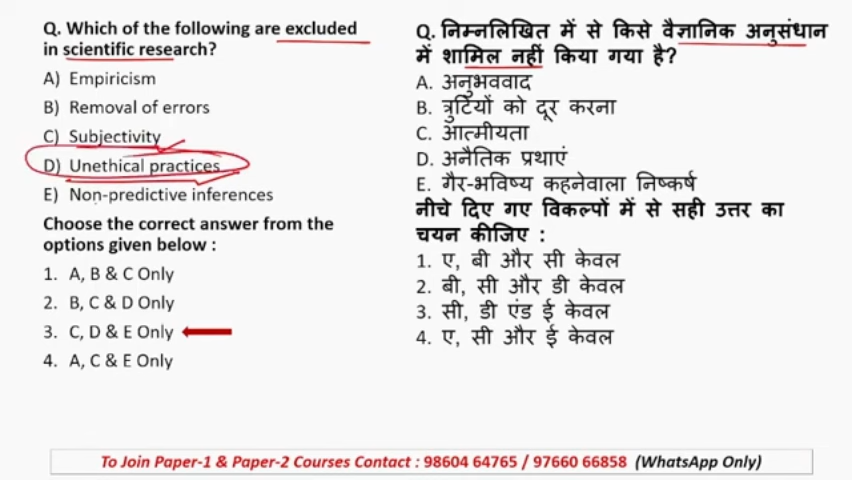 Q. Which of the following are excluded
in scientific research?
A) Empiricism
B) Removal of errors
C) Subjectivity
D) Unethical practices
E) Non-predictive inferences
Choose the correct answer from the
options given below :
1. A, B & C Only
2. B, C & D Only
3. C, D & E Only
4. A, C & E Only
Q. निम्नलिखित में से किसे वैज्ञानिक अनुसंधान
में शामिल नहीं किया गया है?
A. अनुभववाद
B. त्रुटियों को दूर करना
C. आत्मीयता
D. अनैतिक प्रथाएं
E. गैर-भविष्य कहनेवाला निष्कर्ष
नीचे दिए गए विकल्पों में से सही उत्तर का
चयन कीजिए :
1. ए, बी और सी केवल
2. बी, सी और डी केवल
3. सी, डी एंड ई केवल
4. ए, सी और ई केवल
To Join Paper-1 & Paper-2 Courses Contact : 98604 64765 / 97660 66858 (WhatsApp Only)